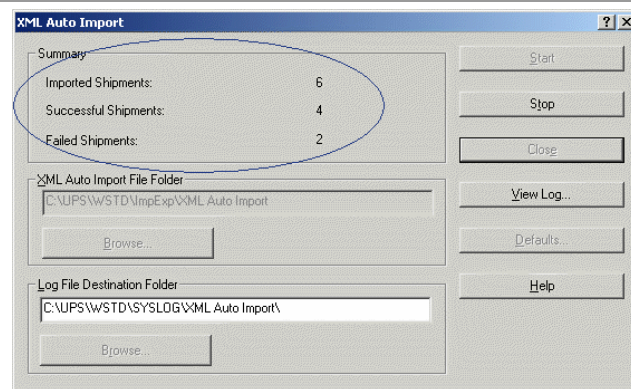 XML Auto Import
Summary
Imported Shipments: 6
Successful Shipments: 4
Failed Shipments: 2
XML Auto Import File Folder
C:\UPS\WSTD\ImpExp\XML Auto Import
Browse...
Log File Destination Folder
C:\UPS\WSTD\SYSLOG\XML Auto Import\
Browse...
Start
Stop
Close
View Log...
Defaults...
Help